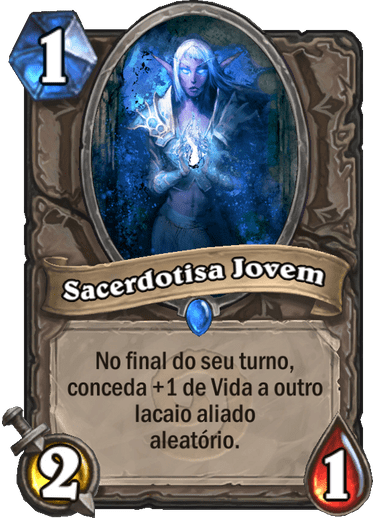 1
Sacerdotisa Jovem
No final do seu turno,
conceda +1 de Vida a outro
lacaio aliado
aleatório.
2
1